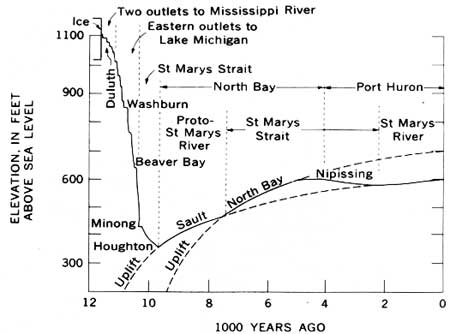 Two outlets to Mississippi River
Ice
Eastern outlets to
Lake Michigan
1100
St Marys Strait
Duluth
North Bay
Port Huron
900
Washburn
Proto-
St Marys
River
St Marys
Strait
St Marys
River
ELEVATION, IN FEET
ABOVE SEA LEVEL
Beaver Bay
600
Nipissing
North Bay
Minong
Sault
Houghton
300
Uplift
Uplift
12
10
8
6
4
2
0
1000 YEARS AGO